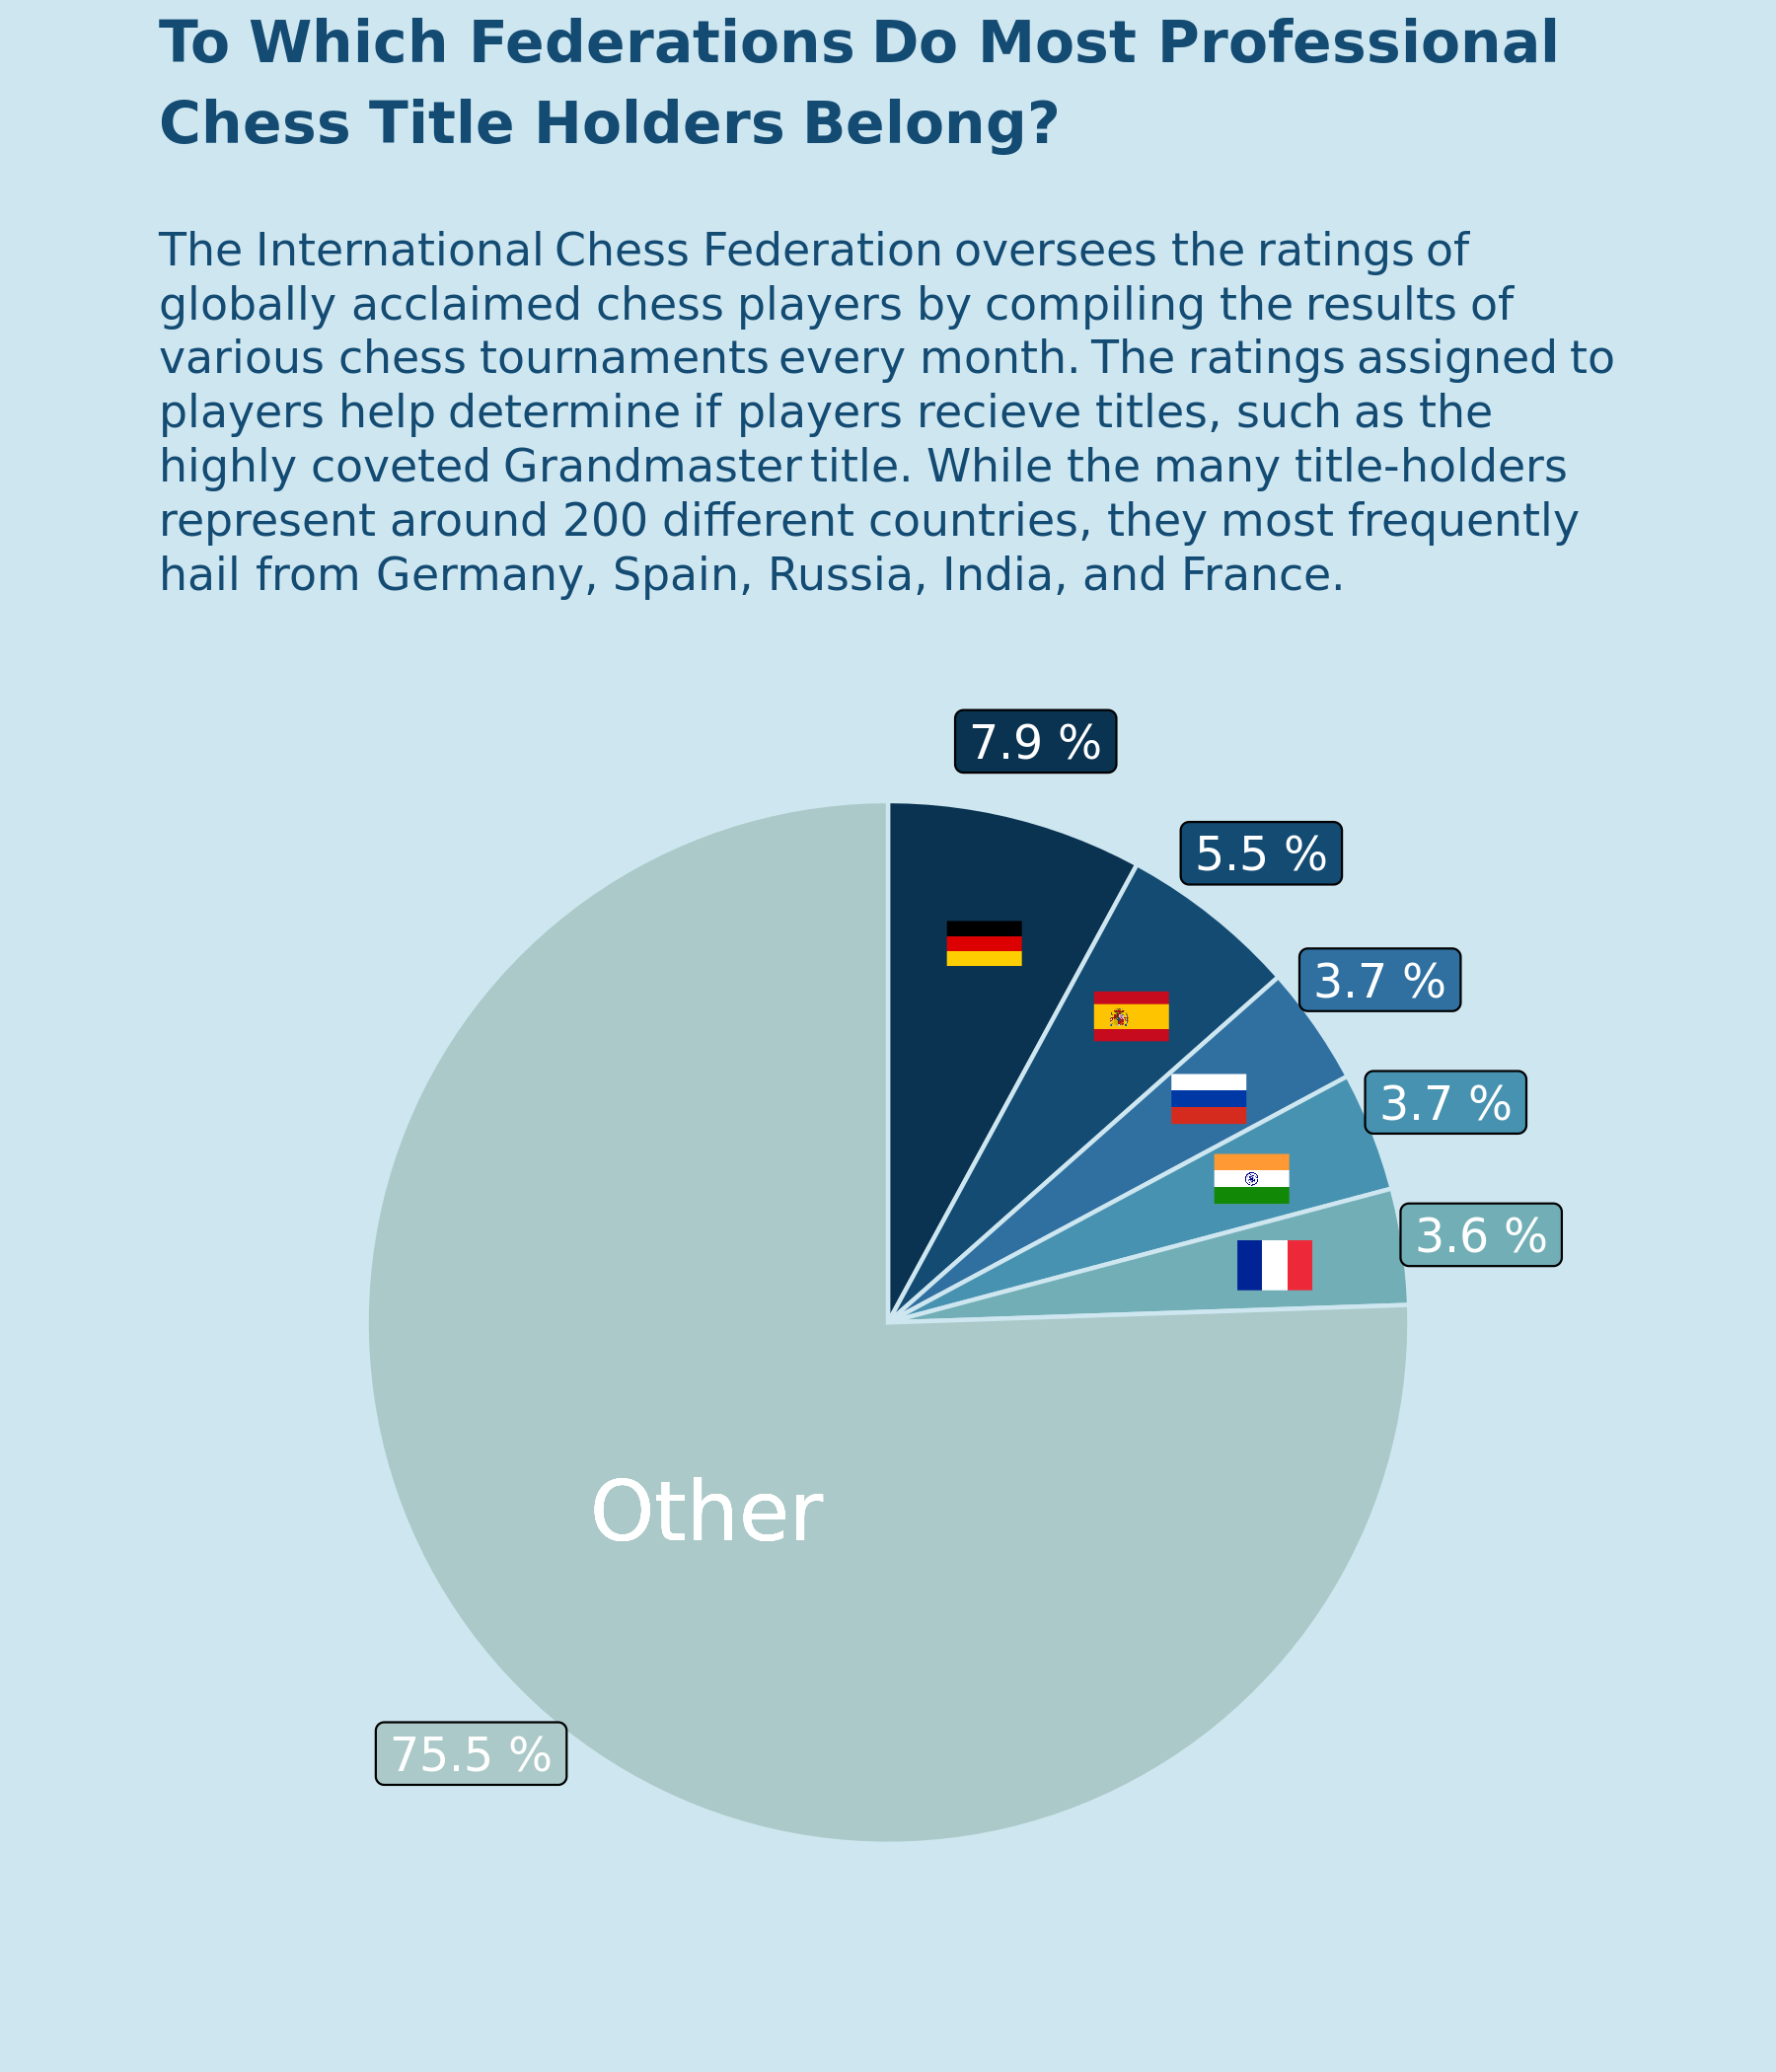 To Which Federations Do Most Professional
Chess Title Holders Belong?
The International Chess Federation oversees the ratings of
globally acclaimed chess players by compiling the results of
various chess tournaments every month. The ratings assigned to
players help determine if players recieve titles, such as the
highly coveted Grandmaster title. While the many title-holders
represent around 200 different countries, they most frequently
hail from Germany, Spain, Russia, India, and France.
7.9 %
5.5 %
3.7 %
3.7 %
3.6 %
Other
75.5 %